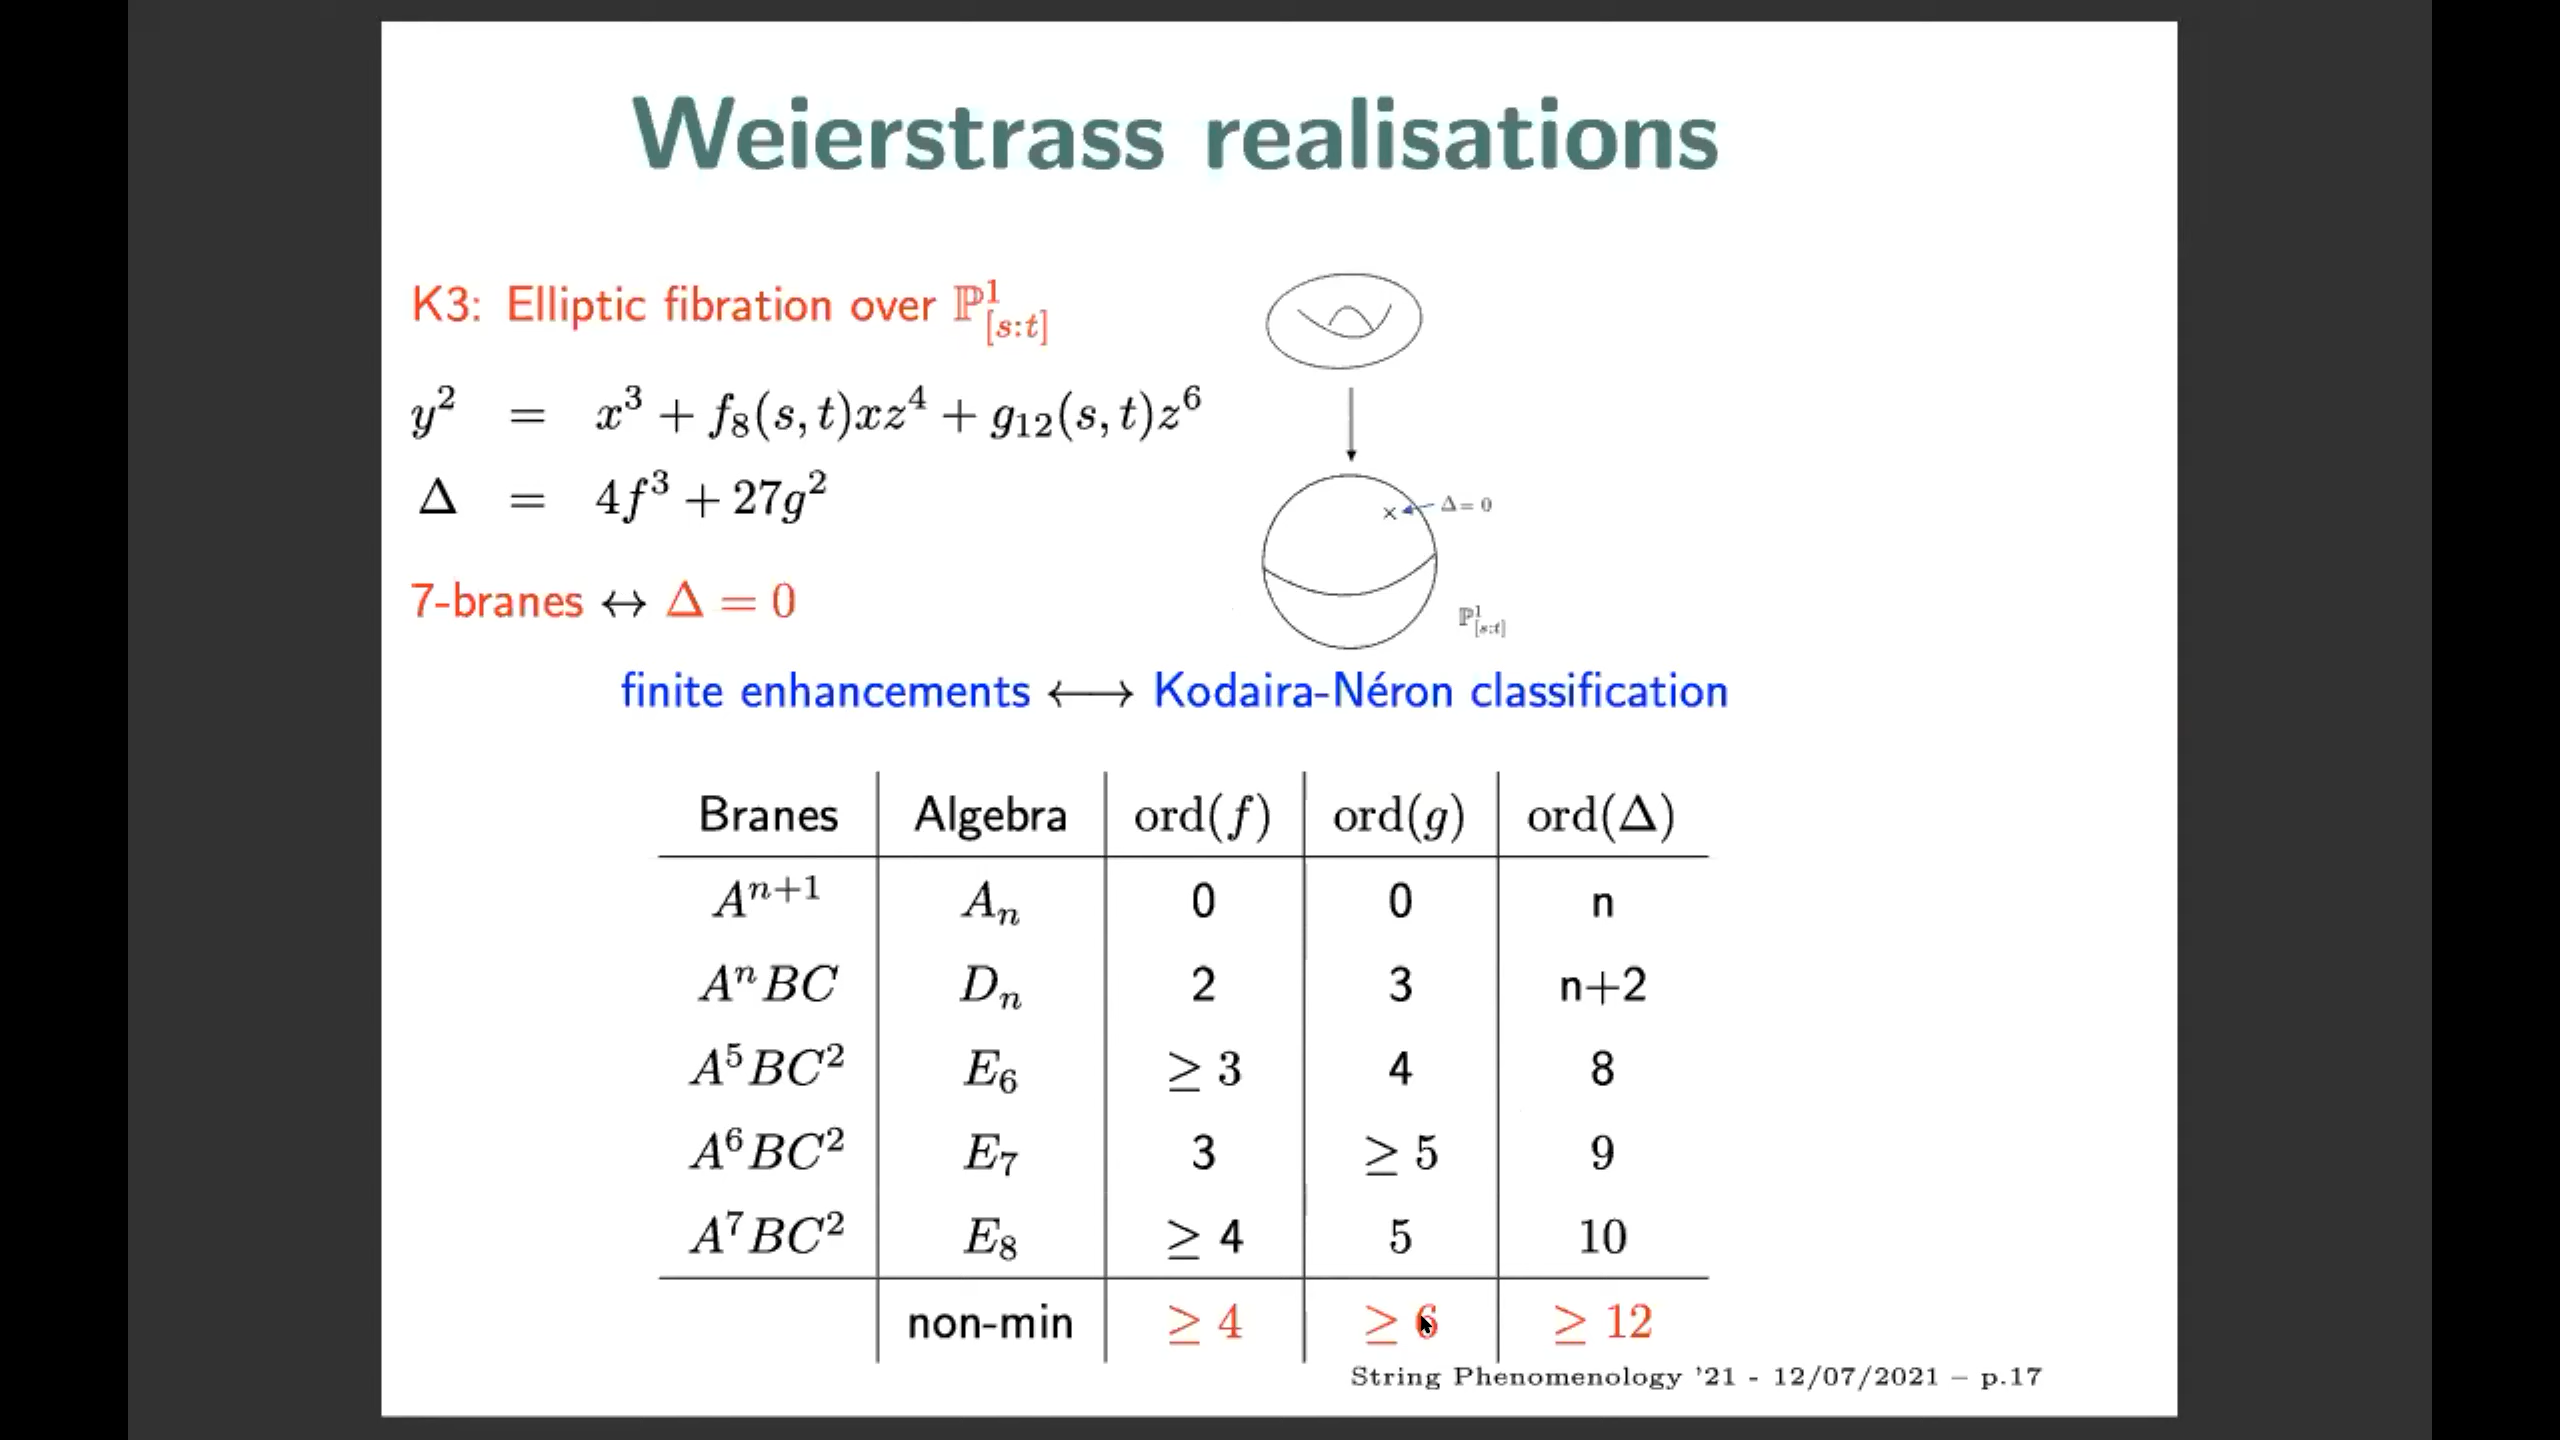 Weierstrass realisations
K3: Elliptic fibration over ℙ¹_[s:t]
y² = x³ + f₈(s, t)xz⁴ + g₁₂(s, t)z⁶
Δ = 4f³ + 27g²
Δ = 0
7-branes ↔ Δ = 0
ℙ¹_[s:t]
finite enhancements ⟷ Kodaira-Néron classification
Branes Algebra ord(f) ord(g) ord(Δ)
Aⁿ⁺¹ Aₙ 0 0 n
AⁿBC Dₙ 2 3 n+2
A⁵BC² E₆ ≥ 3 4 8
A⁶BC² E₇ 3 ≥ 5 9
A⁷BC² E₈ ≥ 4 5 10
non-min ≥ 4 ≥ 6 ≥ 12
String Phenomenology '21 - 12/07/2021 – p.17